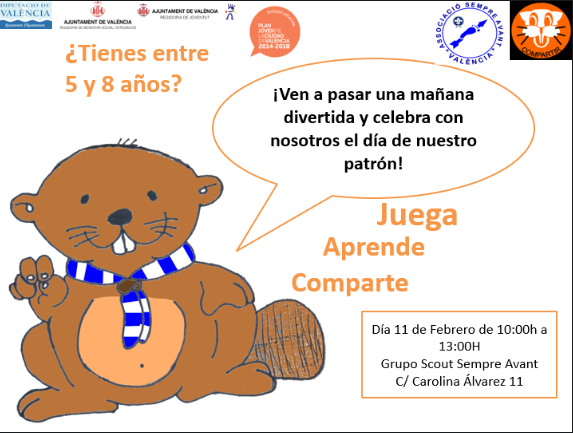 DIPUTACIÓ DE
VALÈNCIA
AJUNTAMENT DE VALÈNCIA
AJUNTAMENT DE VALÈNCIA
REGIDORIA DE JOVENTUT
PLAN
JOVEN DE
LA CIUDAD
DE VALENCIA
2014-2018
ASSOCIACIÓ SEMPRE AVANT
VALÈNCIA
COMPARTIR
¿Tienes entre
5 y 8 años?
¡Ven a pasar una mañana
divertida y celebra con
nosotros el día de nuestro
patrón!
Juega
Aprende
Comparte
Día 11 de Febrero de 10:00h a
13:00H
Grupo Scout Sempre Avant
C/ Carolina Álvarez 11